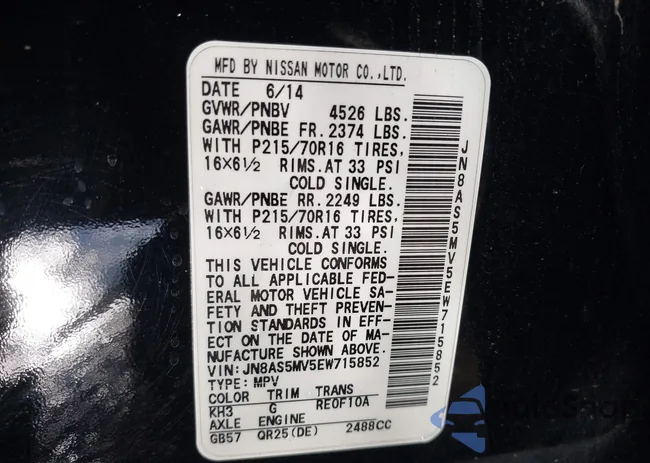 MFD BY NISSAN MOTOR CO.,LTD.
DATE 6/14
GVWR/PNBV 4526 LBS.
GAWR/PNBE FR. 2374 LBS.
WITH P215/70R16 TIRES,
16X6½ RIMS. AT 33 PSI
COLD SINGLE.
GAWR/PNBE RR. 2249 LBS.
WITH P215/70R16 TIRES,
16X6½ RIMS. AT 33 PSI
COLD SINGLE.
THIS VEHICLE CONFORMS
TO ALL APPLICABLE FED-
ERAL MOTOR VEHICLE SA-
FETY AND THEFT PREVEN-
TION STANDARDS IN EFF-
ECT ON THE DATE OF MA-
NUFACTURE SHOWN ABOVE.
VIN: JN8AS5MV5EW715852
TYPE: MPV
COLOR TRIM TRANS
KH3 G RE0F10A
AXLE ENGINE
GB57 QR25(DE) 2488CC
JN8AS5MV5EW715852